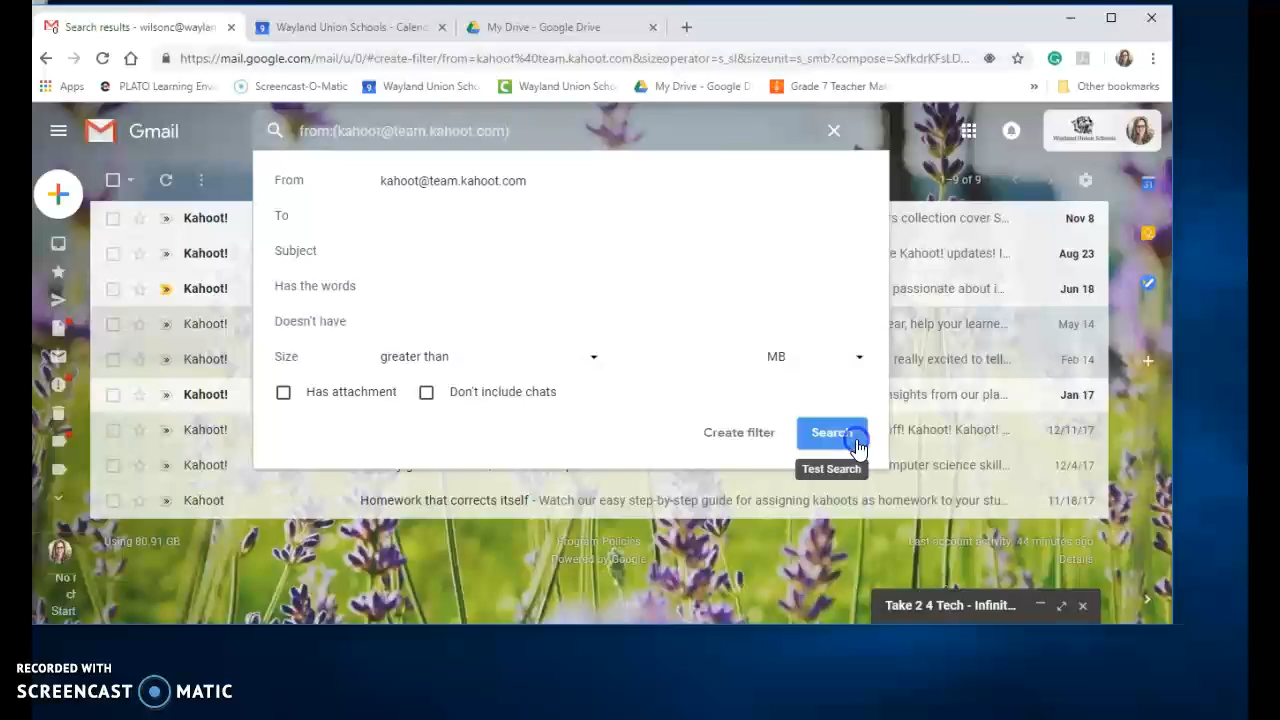 Search results - wilsonc@waylan
Wayland Union Schools - Calend
My Drive - Google Drive
https://mail.google.com/mail/u/0/#create-filter/from=kahoot%40team.kahoot.com&sizeoperator=s_sl&sizeunit=s_smb?compose=SxfkdrKFsLD...
Apps
PLATO Learning Env
Screencast-O-Matic
Wayland Union Scho
Wayland Union Scho
My Drive - Google D
Grade 7 Teacher Mat
»
Other bookmarks
Gmail
from:(kahoot@team.kahoot.com)
Wayland Union Schools
From kahoot@team.kahoot.com
1–9 of 9
To
Kahoot! s collection cover S... Nov 8
Subject
Kahoot! e Kahoot! updates! I... Aug 23
Has the words
Kahoot! passionate about i... Jun 18
Doesn't have
Kahoot! ear, help your learne... May 14
Size greater than MB
Kahoot! really excited to tell... Feb 14
Has attachment Don't include chats
Kahoot! sights from our pla... Jan 17
Create filter Search
Kahoot! ff! Kahoot! Kahoot! ... 12/11/17
Test Search
Kahoot! mputer science skill... 12/4/17
Kahoot Homework that corrects itself - Watch our easy step-by-step guide for assigning kahoots as homework to your stu... 11/18/17
Using 80.91 GB
Program Policies
Powered by Google
Last account activity: 44 minutes ago
Details
No r
ch
Start
Take 2 4 Tech - Infinit...
RECORDED WITH
SCREENCAST MATIC